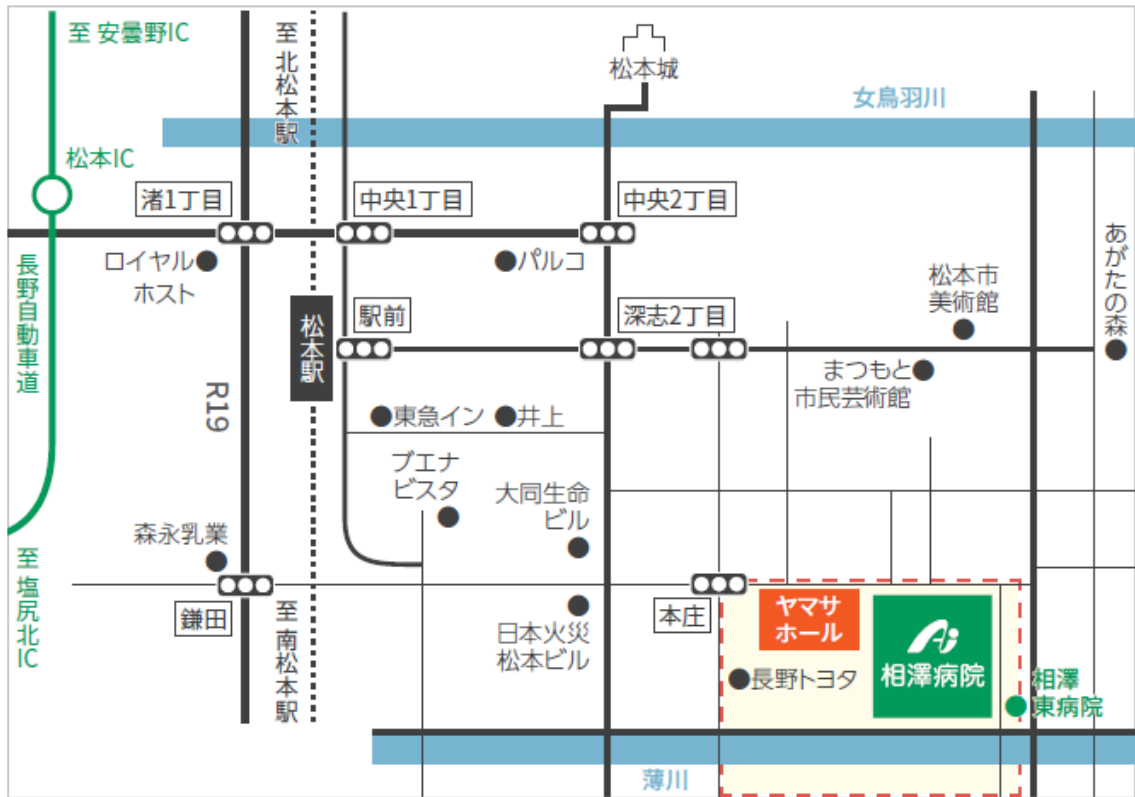 至 安曇野IC
至 北松本駅
松本城
女鳥羽川
松本IC
渚1丁目
中央1丁目
中央2丁目
ロイヤル
ホスト
パルコ
あがたの森
長野自動車道
松本駅
駅前
深志2丁目
松本市
美術館
まつもと
市民芸術館
R19
東急イン
井上
ブエナ
ビスタ
大同生命
ビル
森永乳業
至 塩尻北IC
鎌田
至 南松本駅
日本火災
松本ビル
本庄
ヤマサ
ホール
長野トヨタ
相澤病院
相澤
東病院
薄川